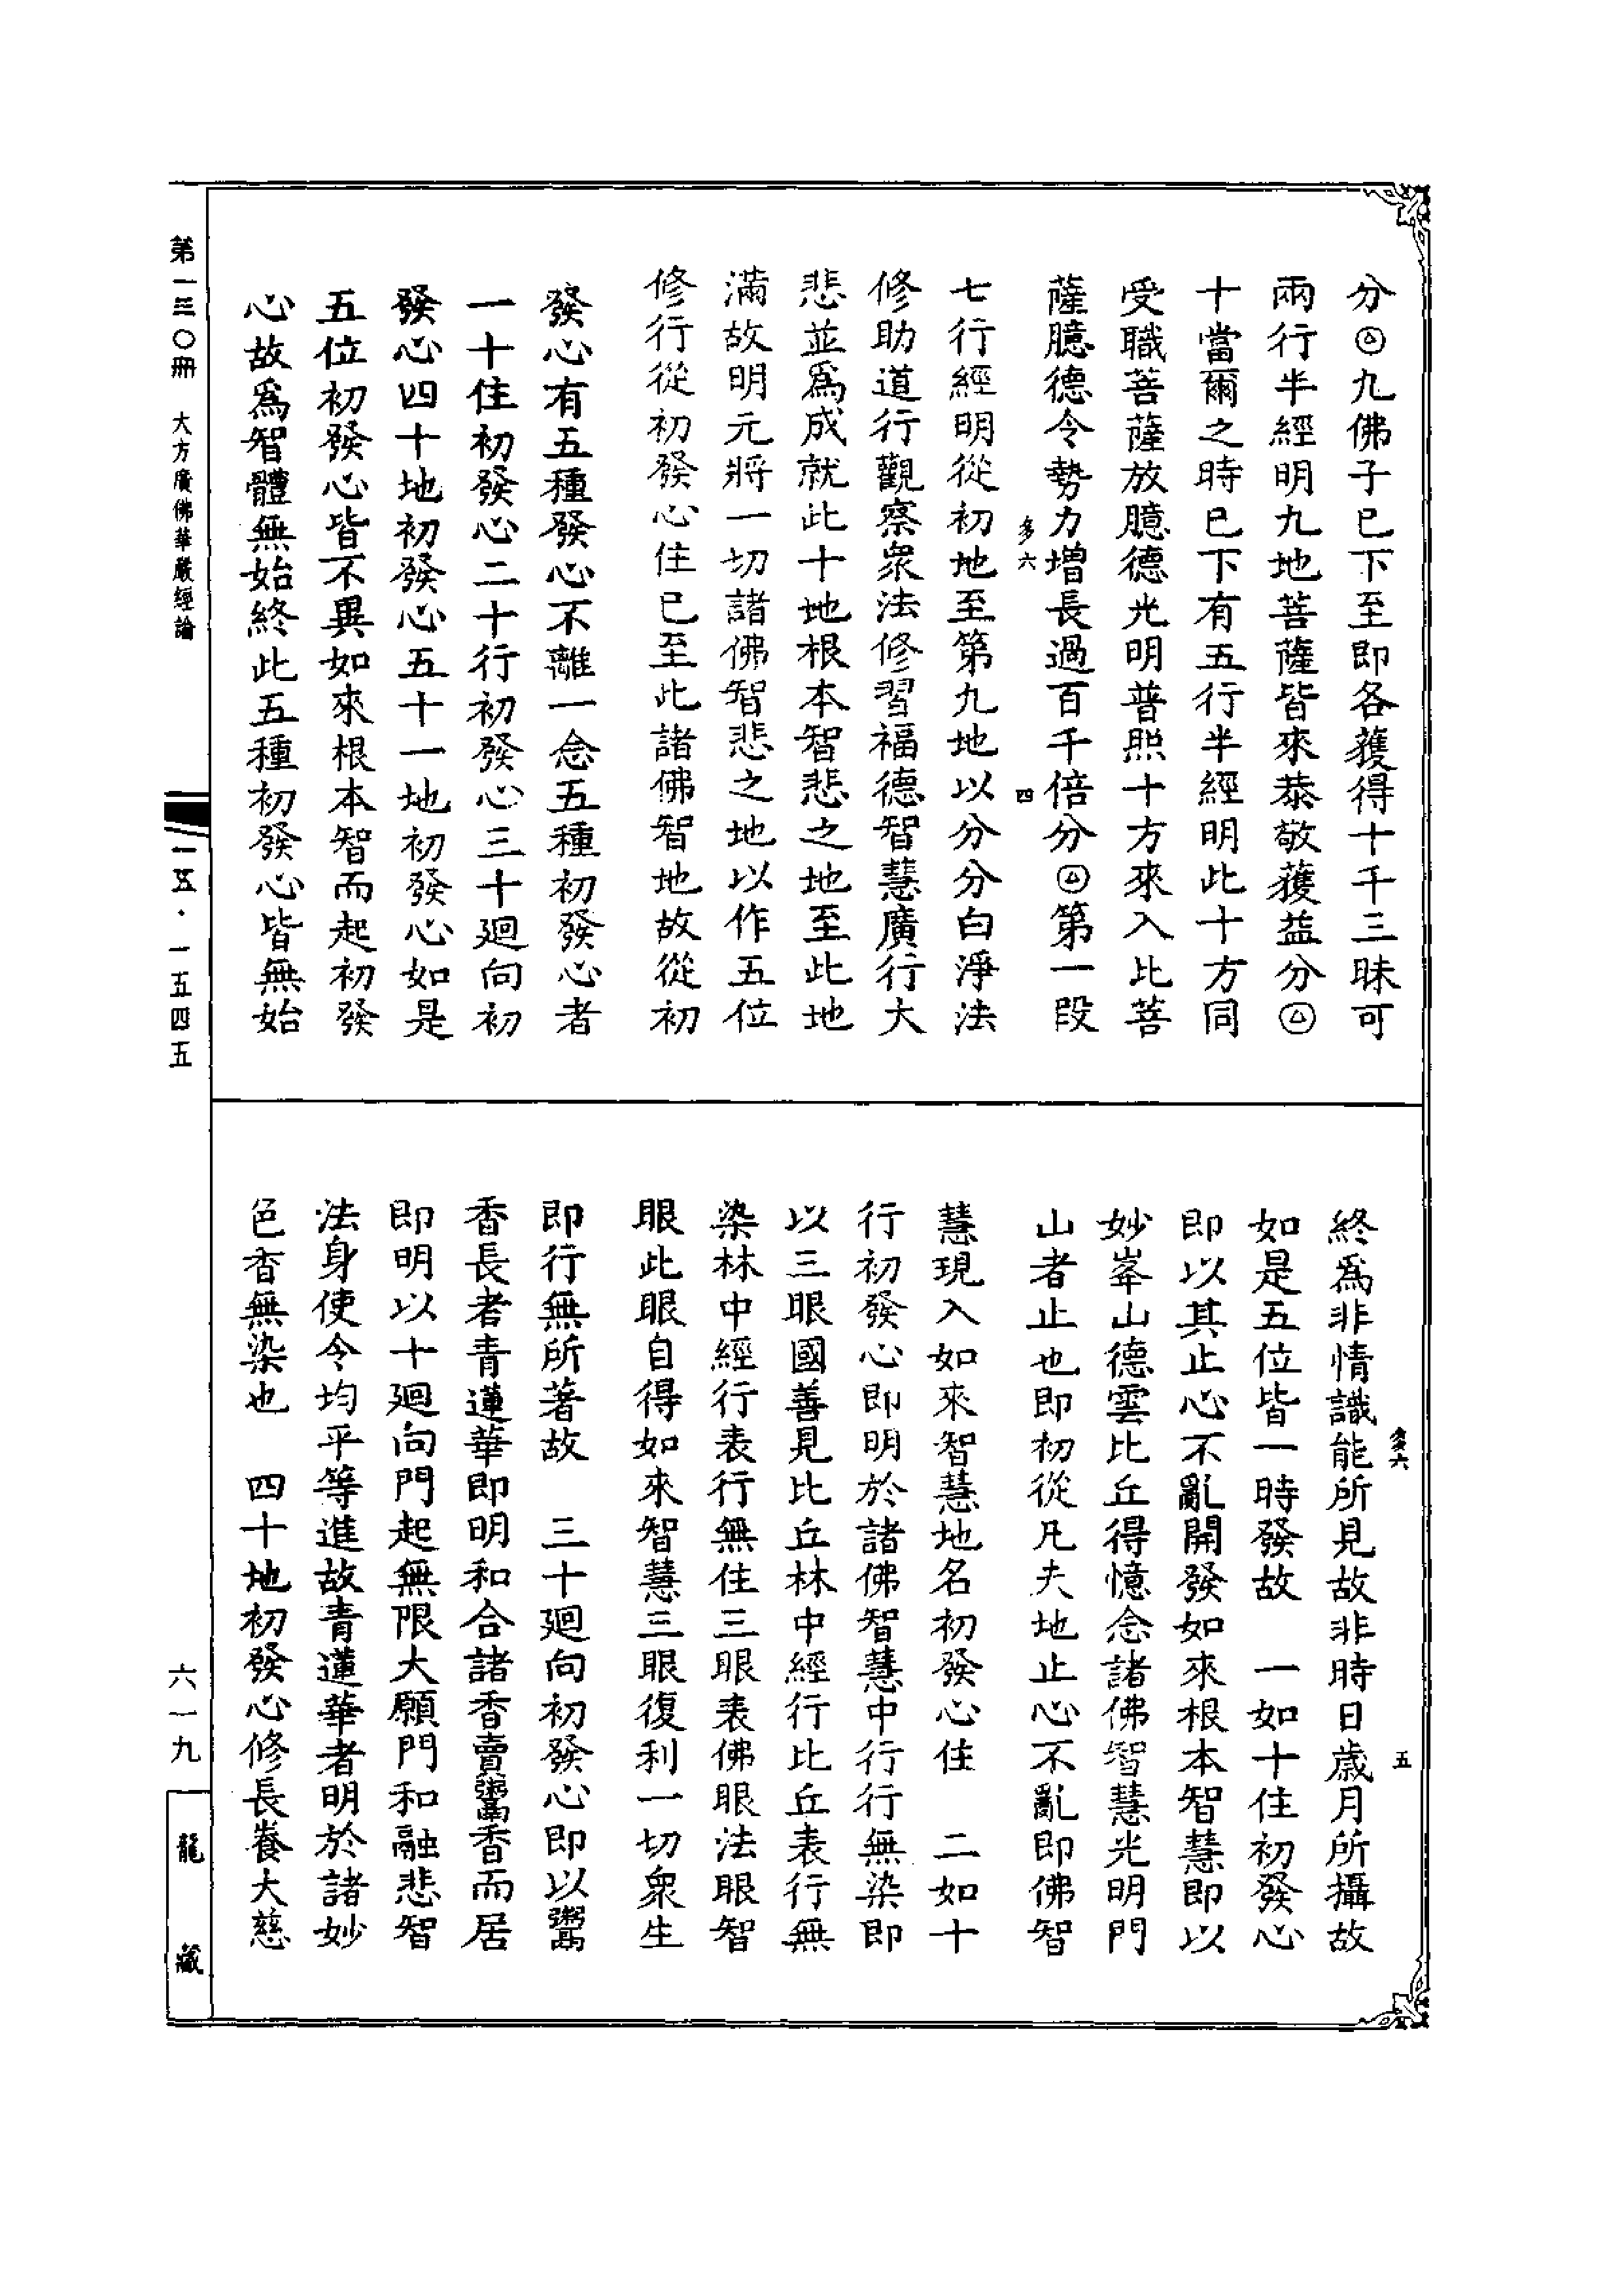 分㊁九佛子已下至即各獲得十千三昧可
兩行半經明九地菩薩皆來恭敬獲益分㊁
十當爾之時已下有五行半經明此十方同
受職菩薩放臆德光明普照十方來入比菩
薩臆德令勢力增長過百千倍分㊁第一段
多六
四
七行經明從初地至第九地以分分白淨法
修助道行觀察衆法修習福德智慧廣行大
悲並爲成就此十地根本智悲之地至此地
滿故明元將一切諸佛智悲之地以作五位
修行從初發心住已至此諸佛智地故從初
發心有五種發心不離一念五種初發心者
一十住初發心二十行初發心三十廻向初
發心四十地初發心五十一地初發心如是
五位初發心皆不異如來根本智而起初發
心故爲智體無始終此五種初發心皆無始
多六
五
終爲非情識能所見故非時日歲月所攝故
如是五位皆一時發故　一如十住初發心
即以其止心不亂開發如來根本智慧即以
妙峯山德雲比丘得憶念諸佛智慧光明門
山者止也即初從凡夫地止心不亂即佛智
慧現入如來智慧地名初發心住　二如十
行初發心即明於諸佛智慧中行行無染即
以三眼國善見比丘林中經行比丘表行無
染林中經行表行無住三眼表佛眼法眼智
眼此眼自得如來智慧三眼復利一切衆生
即行無所著故　三十廻向初發心即以鬻
香長者青蓮華即明和合諸香賣鬻香而居
即明以十廻向門起無限大願門和融悲智
法身使令均平等進故青蓮華者明於諸妙
色香無染也　四十地初發心修長養大慈
第一三〇冊　大方廣佛華嚴經論
一五·一五四五
六一九
龍藏